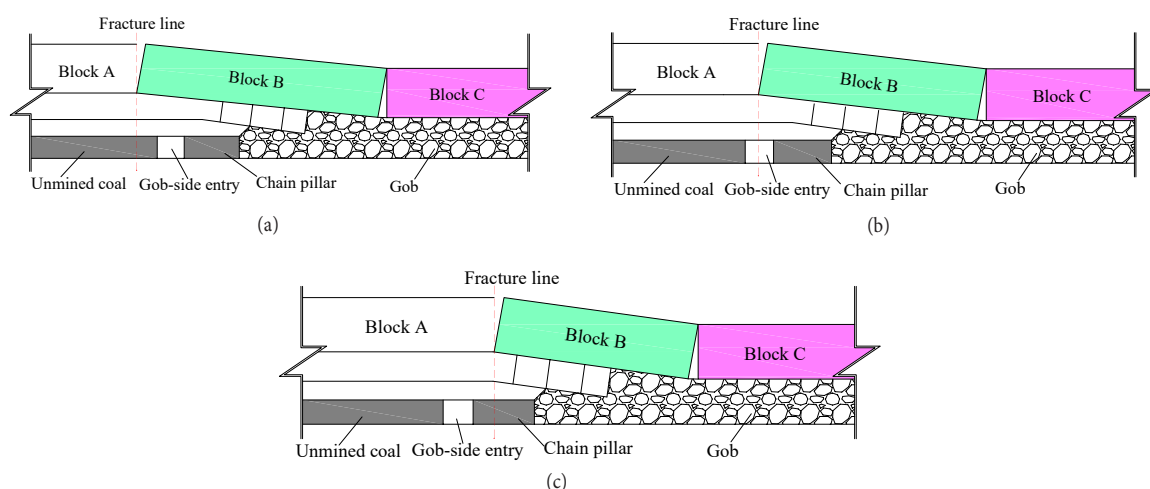 Fracture line
Block A
Block B
Block C
Unmined coal
Gob-side entry
Chain pillar
Gob
(a)
Fracture line
Block A
Block B
Block C
Unmined coal
Gob-side entry
Chain pillar
Gob
(b)
Fracture line
Block A
Block B
Block C
Unmined coal
Gob-side entry
Chain pillar
Gob
(c)